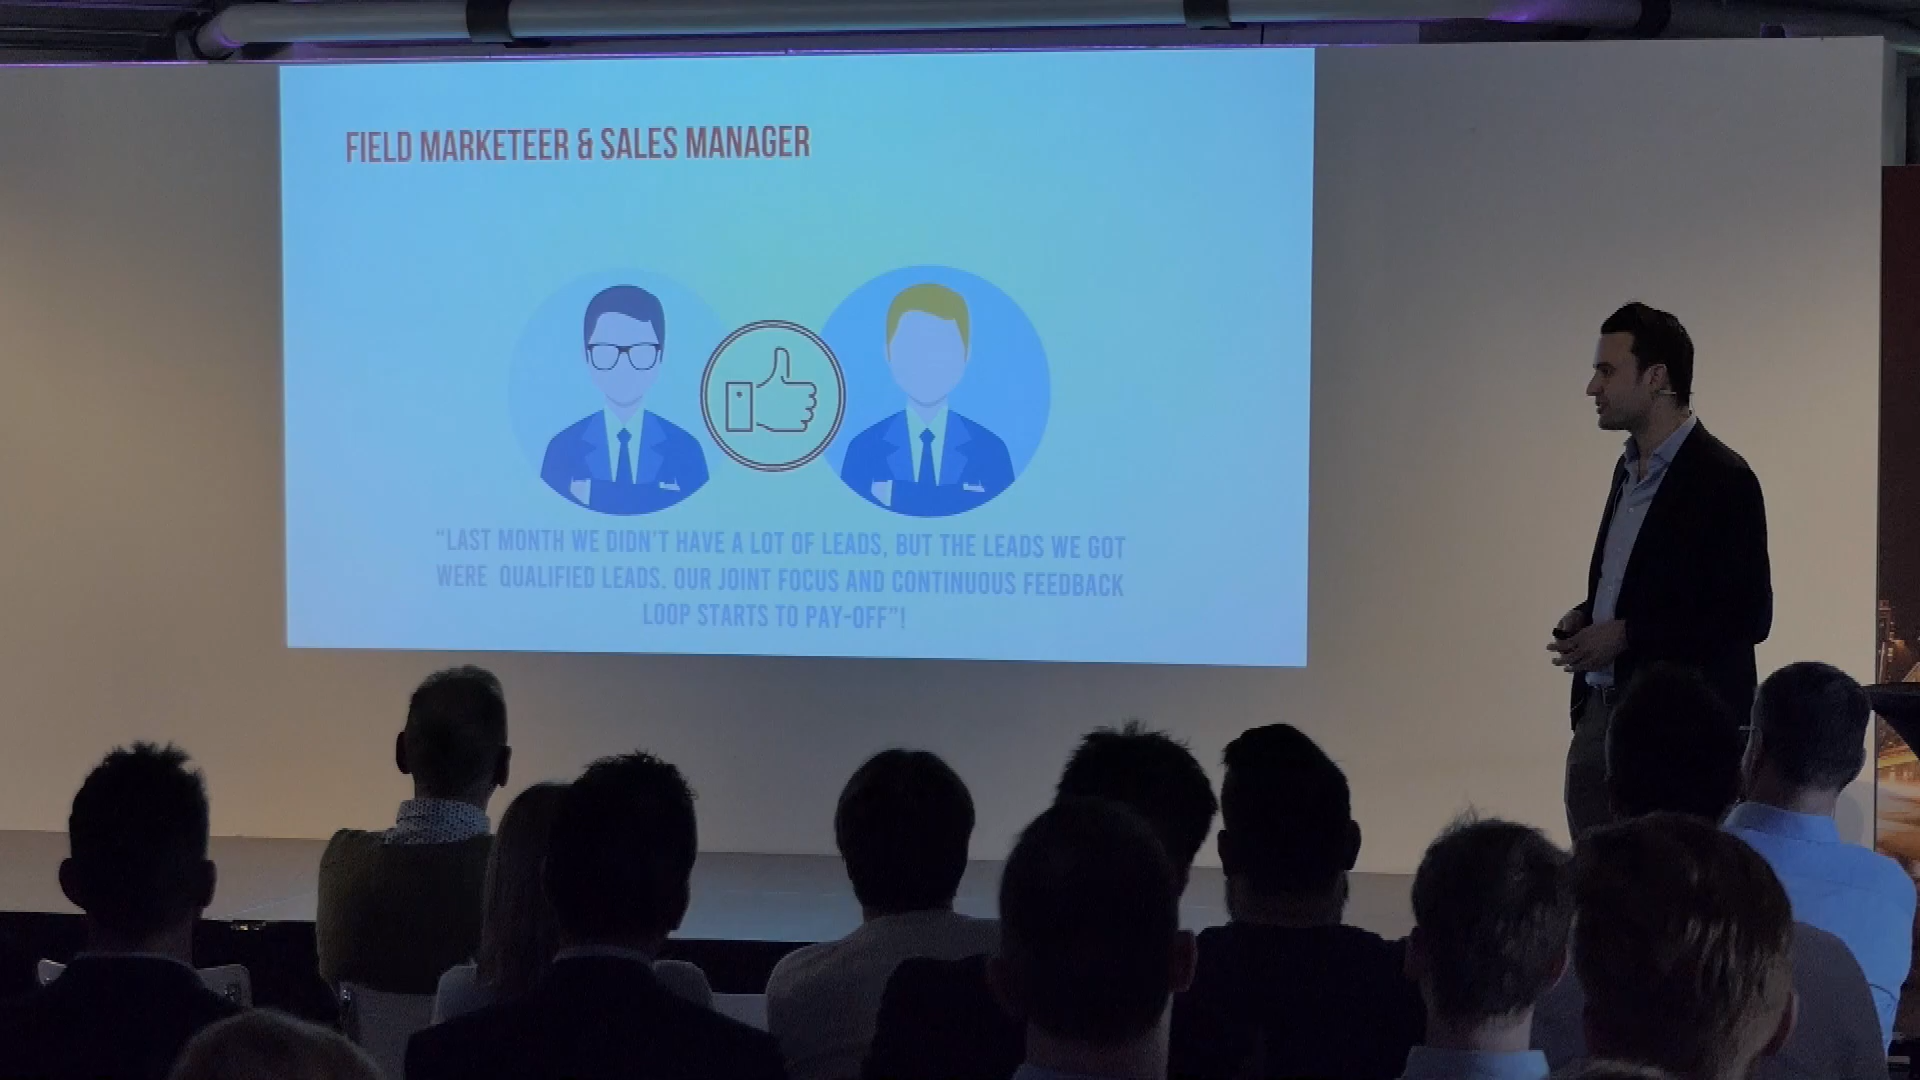 FIELD MARKETEER & SALES MANAGER
“LAST MONTH WE DIDN’T HAVE A LOT OF LEADS, BUT THE LEADS WE GOT
WERE QUALIFIED LEADS. OUR JOINT FOCUS AND CONTINUOUS FEEDBACK
LOOP STARTS TO PAY-OFF”!